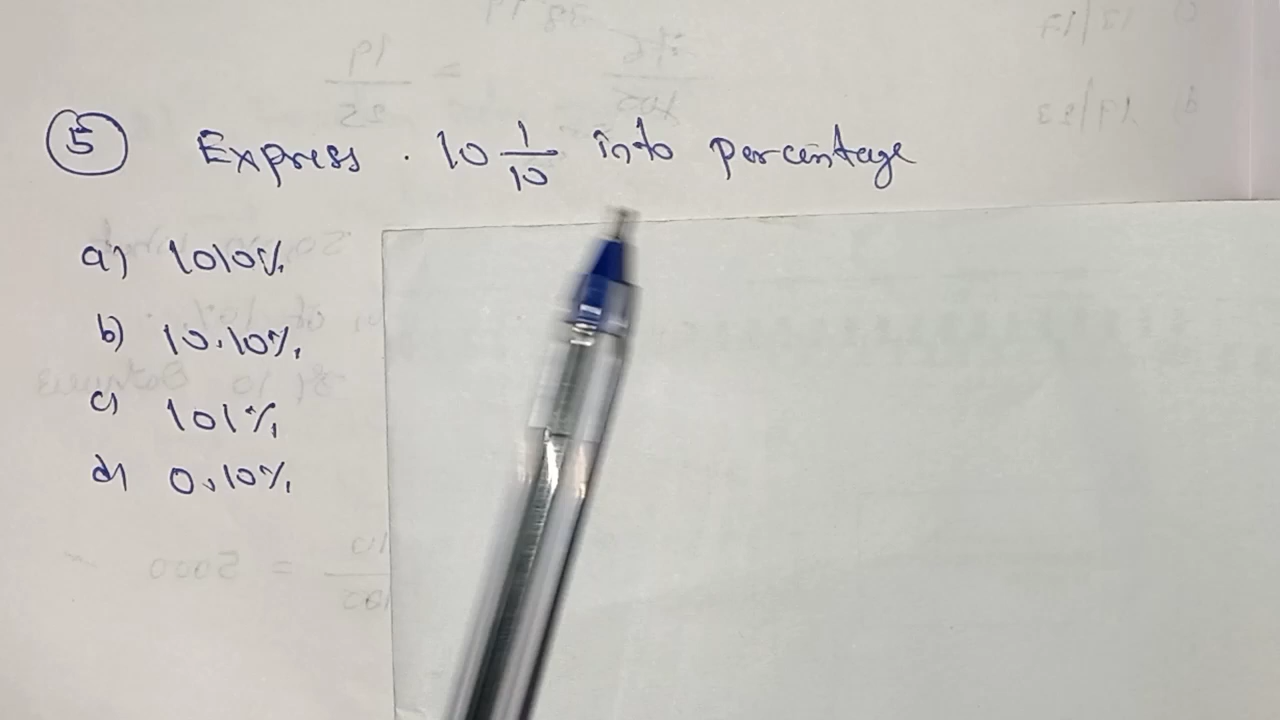 5 Express . 10 1/10 into percentage
a) 1010%
b) 10.10%
c) 101%
d) 0.10%